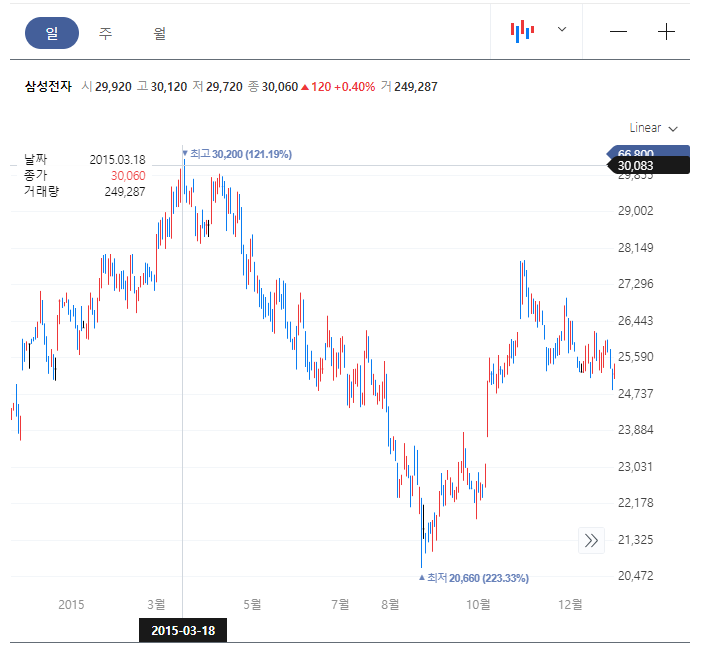 일 주 월
삼성전자 시 29,920 고 30,120 저 29,720 종 30,060 ▲ 120 +0.40% 거 249,287
Linear
날짜 2015.03.18
종가 30,060
거래량 249,287
▼최고 30,200 (121.19%)
66,800
30,083
29,855
29,002
28,149
27,296
26,443
25,590
24,737
23,884
23,031
22,178
21,325
20,472
▲최저 20,660 (223.33%)
2015 3월 5월 7월 8월 10월 12월
2015-03-18